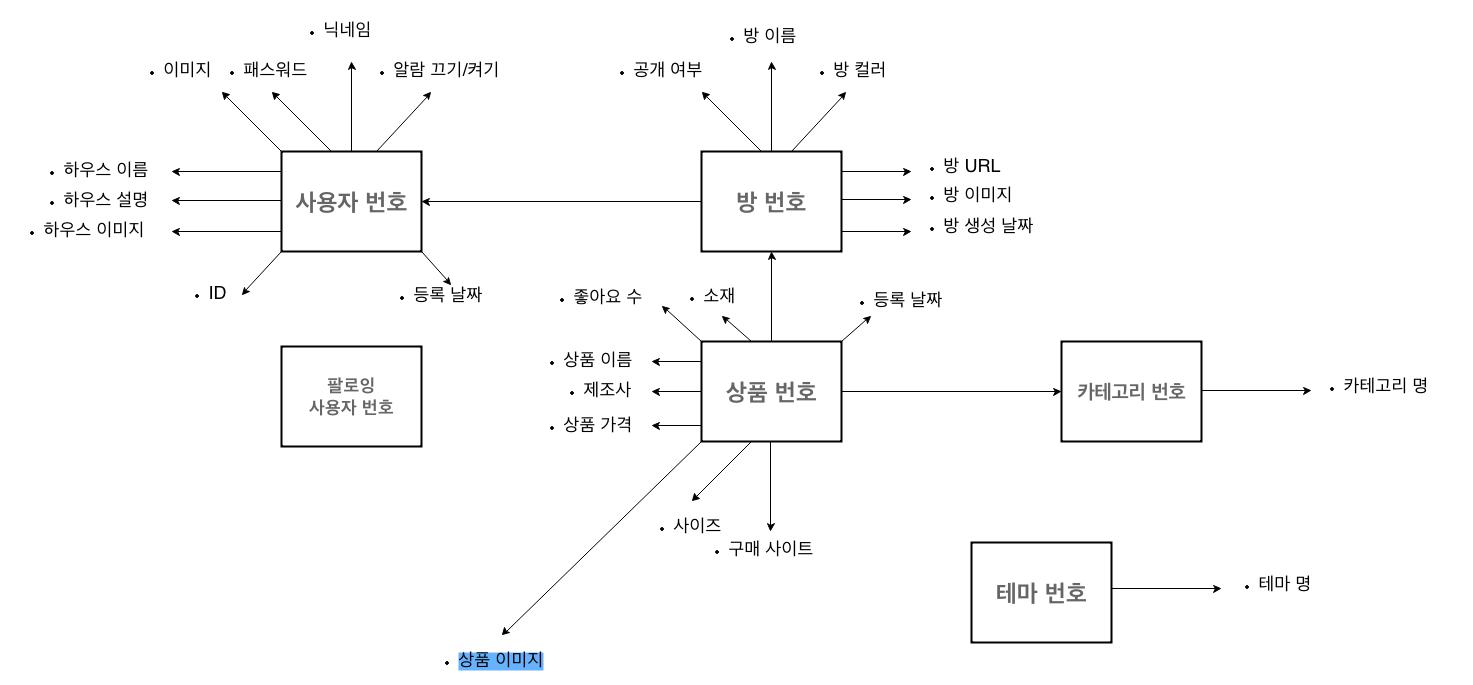 • 닉네임
• 이미지
• 패스워드
• 알람 끄기/켜기
• 하우스 이름
• 하우스 설명
• 하우스 이미지
사용자 번호
• ID
• 등록 날짜
• 방 이름
• 공개 여부
• 방 컬러
방 번호
• 방 URL
• 방 이미지
• 방 생성 날짜
팔로잉
사용자 번호
• 좋아요 수
• 소재
• 등록 날짜
• 상품 이름
• 제조사
• 상품 가격
상품 번호
카테고리 번호
• 카테고리 명
• 사이즈
• 구매 사이트
• 상품 이미지
테마 번호
• 테마 명